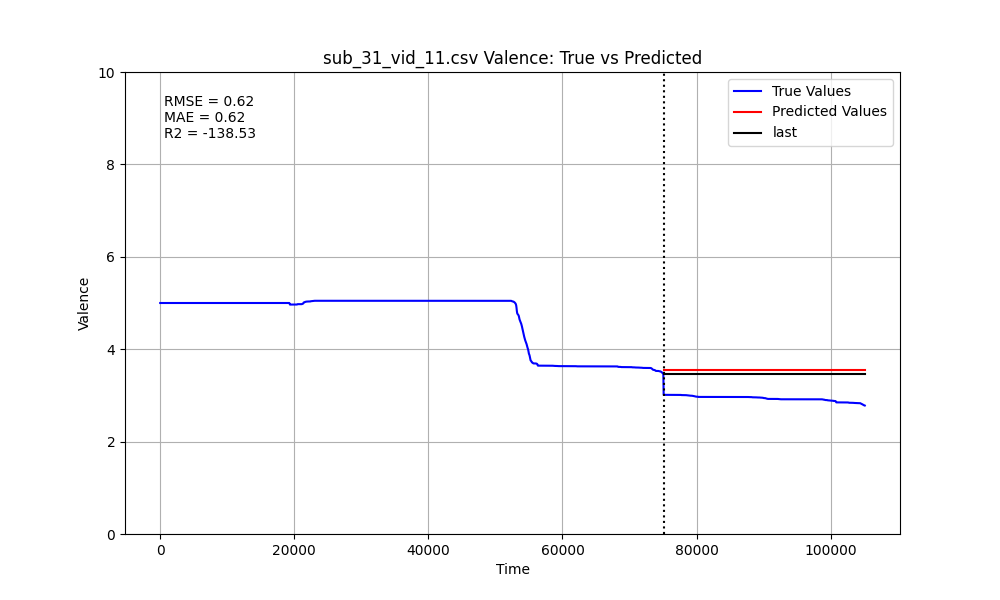 sub_31_vid_11.csv Valence: True vs Predicted
RMSE = 0.62
MAE = 0.62
R2 = -138.53
True Values
Predicted Values
last
Valence
10
8
6
4
2
0
0
20000
40000
60000
80000
100000
Time